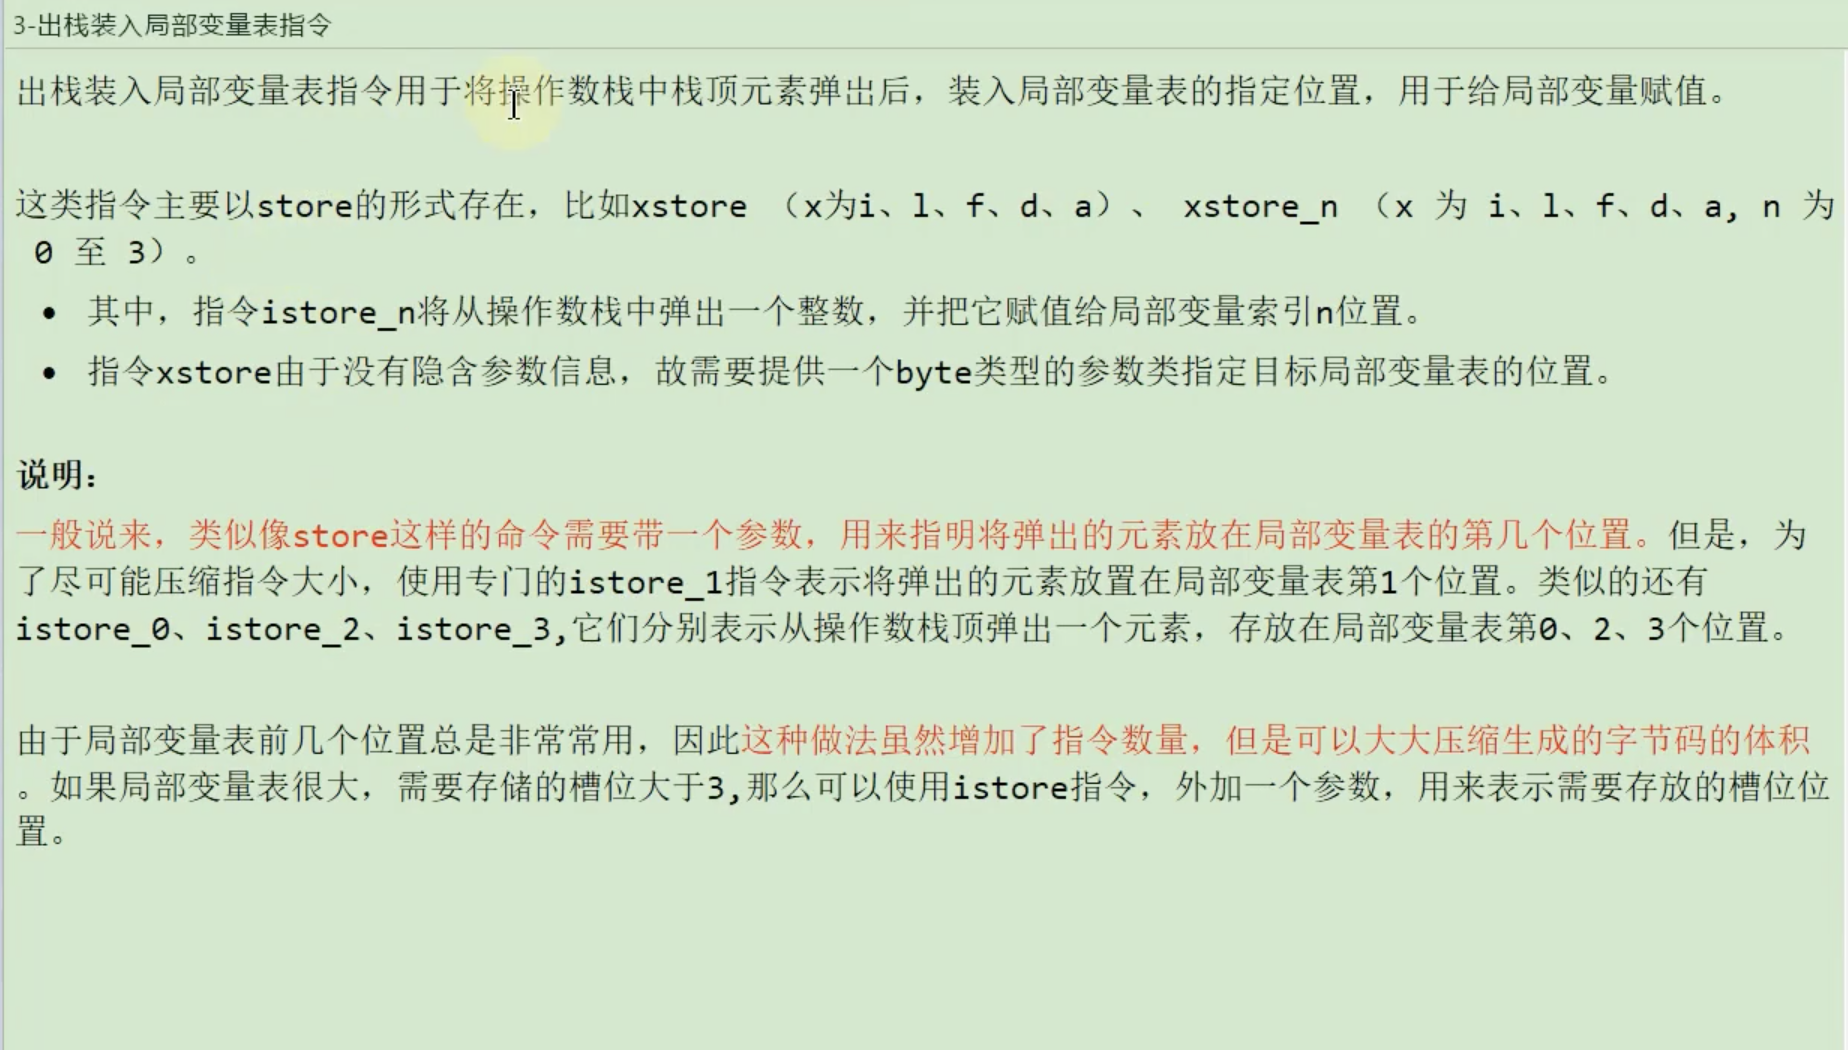 3-出栈装入局部变量表指令
出栈装入局部变量表指令用于将操作数栈中栈顶元素弹出后，装入局部变量表的指定位置，用于给局部变量赋值。
这类指令主要以store的形式存在，比如xstore （x为i、l、f、d、a）、 xstore_n （x 为 i、l、f、d、a, n 为
0 至 3）。
• 其中，指令istore_n将从操作数栈中弹出一个整数，并把它赋值给局部变量索引n位置。
• 指令xstore由于没有隐含参数信息，故需要提供一个byte类型的参数类指定目标局部变量表的位置。
说明：
一般说来，类似像store这样的命令需要带一个参数，用来指明将弹出的元素放在局部变量表的第几个位置。但是，为
了尽可能压缩指令大小，使用专门的istore_1指令表示将弹出的元素放置在局部变量表第1个位置。类似的还有
istore_0、istore_2、istore_3,它们分别表示从操作数栈顶弹出一个元素，存放在局部变量表第0、2、3个位置。
由于局部变量表前几个位置总是非常常用，因此这种做法虽然增加了指令数量，但是可以大大压缩生成的字节码的体积
。如果局部变量表很大，需要存储的槽位大于3,那么可以使用istore指令，外加一个参数，用来表示需要存放的槽位位
置。